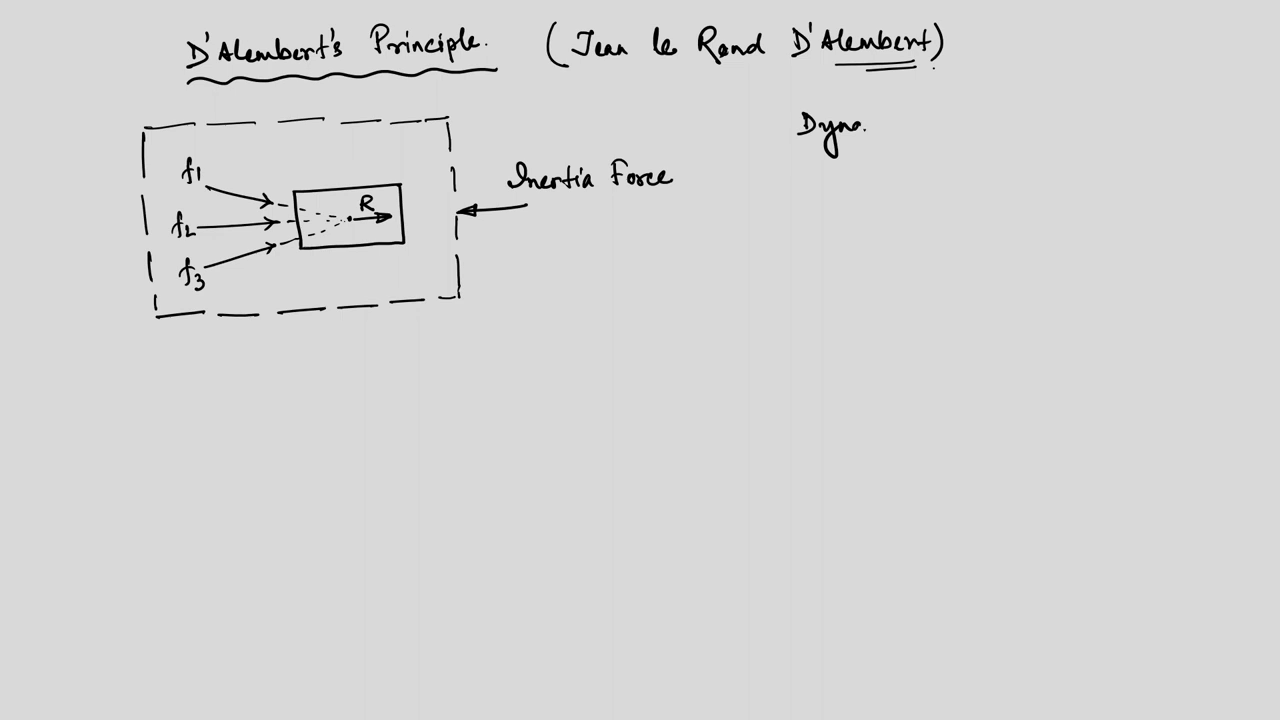 D'Alembert's Principle. (Jean le Rond D'Alembert)
Dyna.
Inertia Force
f1
R
f2
f3